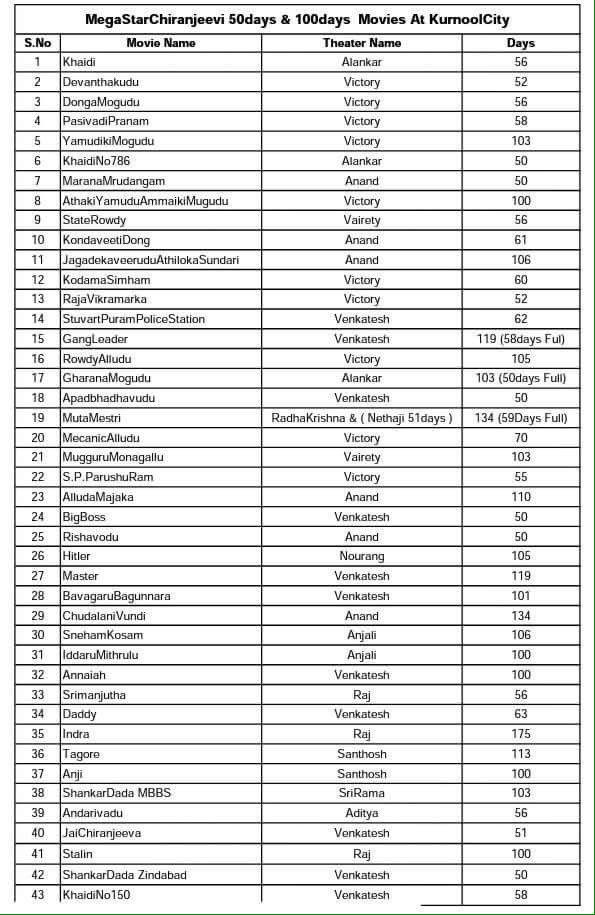 MegaStarChiranjeevi 50days & 100days Movies At KurnoolCity
S.No Movie Name Theater Name Days
1 Khaidi Alankar 56
2 Devanthakudu Victory 52
3 DongaMogudu Victory 56
4 PasivadiPranam Victory 58
5 YamudikiMogudu Victory 103
6 KhaidiNo786 Alankar 50
7 MaranaMrudangam Anand 50
8 AthakiYamuduAmmaikiMugudu Victory 100
9 StateRowdy Vairety 56
10 KondaveetiDong Anand 61
11 JagadekaveeruduAthilokaSundari Anand 106
12 KodamaSimham Victory 60
13 RajaVikramarka Victory 52
14 StuvartPuramPoliceStation Venkatesh 62
15 GangLeader Venkatesh 119 (58days Ful)
16 RowdyAlludu Victory 105
17 GharanaMogudu Alankar 103 (50days Full)
18 Apadbhadhavudu Venkatesh 50
19 MutaMestri RadhaKrishna & ( Nethaji 51days ) 134 (59Days Full)
20 MecanicAlludu Victory 70
21 MugguruMonagallu Vairety 103
22 S.P.ParushuRam Victory 55
23 AlludaMajaka Anand 110
24 BigBoss Venkatesh 50
25 Rishavodu Anand 50
26 Hitler Nourang 105
27 Master Venkatesh 119
28 BavagaruBagunnara Venkatesh 101
29 ChudalaniVundi Anand 134
30 SnehamKosam Anjali 106
31 IddaruMithrulu Anjali 100
32 Annaiah Venkatesh 100
33 Srimanjutha Raj 56
34 Daddy Venkatesh 63
35 Indra Raj 175
36 Tagore Santhosh 113
37 Anji Santhosh 100
38 ShankarDada MBBS SriRama 103
39 Andarivadu Aditya 56
40 JaiChiranjeeva Venkatesh 51
41 Stalin Raj 100
42 ShankarDada Zindabad Venkatesh 50
43 KhaidiNo150 Venkatesh 58